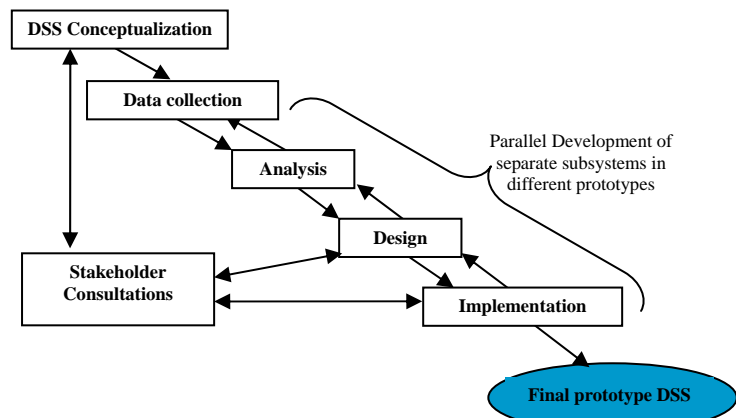 DSS Conceptualization
Data collection
Parallel Development of
separate subsystems in
different prototypes
Analysis
Design
Stakeholder
Consultations
Implementation
Final prototype DSS